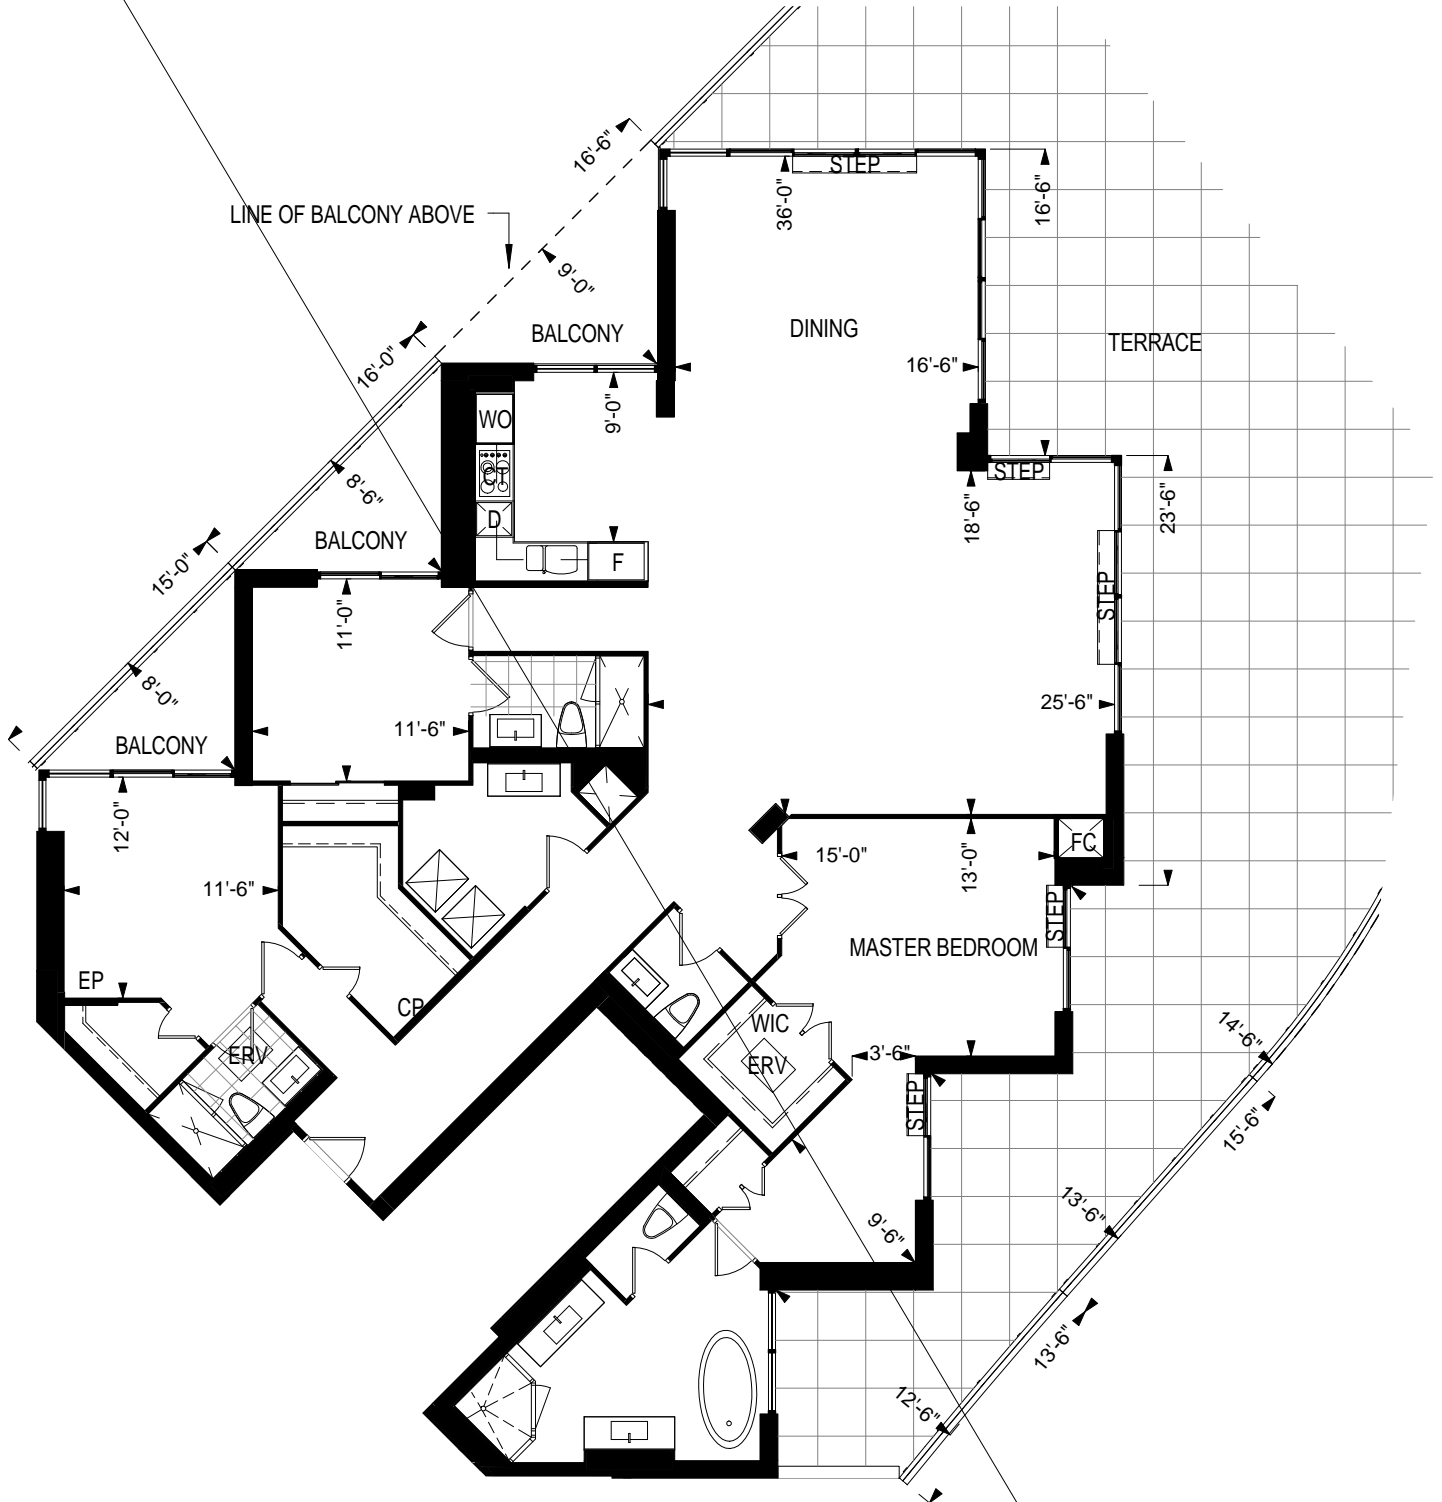 16'-6"
STEP
36'-0"
16'-6"
LINE OF BALCONY ABOVE
9'-0"
BALCONY
DINING
TERRACE
16'-0"
16'-6"
9'-0"
WO
CT
STEP
8'-6"
18'-6"
23'-6"
D
BALCONY
F
15'-0"
11'-0"
STEP
8'-0"
11'-6"
25'-6"
BALCONY
12'-0"
15'-0"
13'-0"
FC
11'-6"
STEP
MASTER BEDROOM
EP
CP
WIC
14'-6"
ERV
ERV
3'-6"
STEP
15'-6"
13'-6"
9'-6"
13'-6"
12'-6"